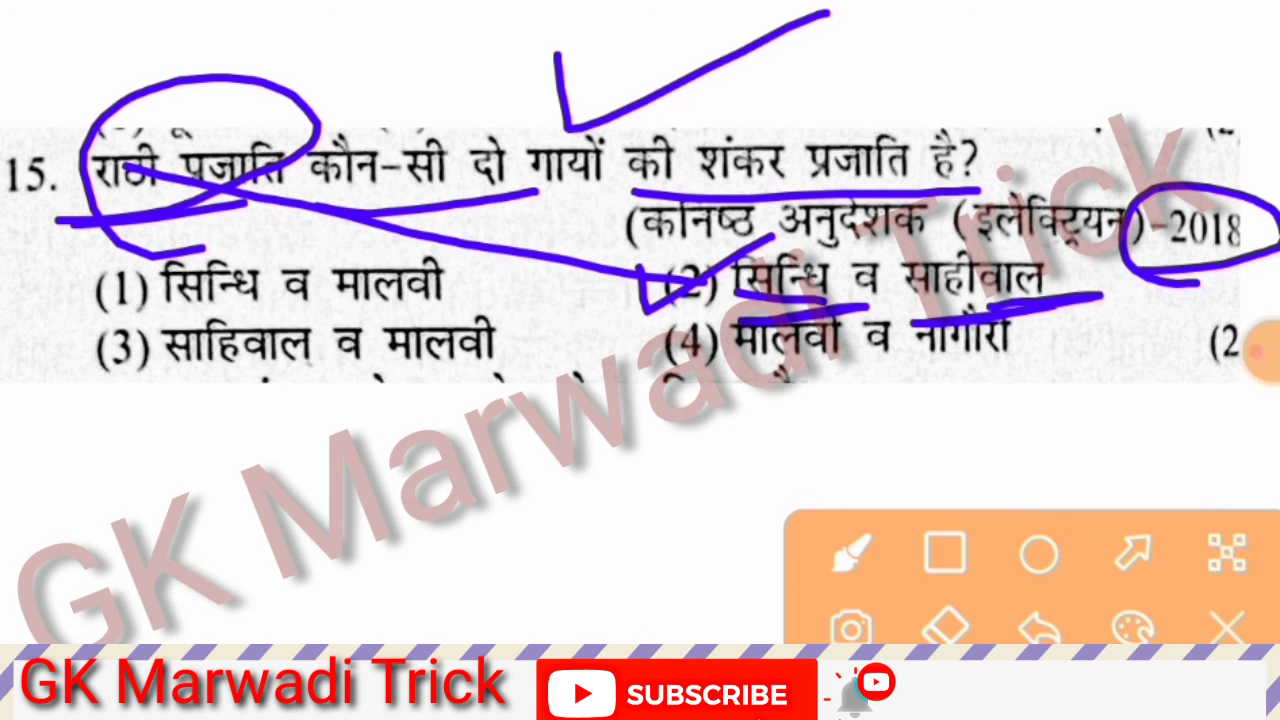 15. राठी प्रजाति कौन-सी दो गायों की शंकर प्रजाति है?
(कनिष्ठ अनुदेशक (इलेक्ट्रियन)-2018
(1) सिन्धि व मालवी (2) सिन्धि व साहीवाल
(3) साहिवाल व मालवी (4) मालवी व नागौरी (2
GK Marwadi Trick
GK Marwadi Trick
SUBSCRIBE